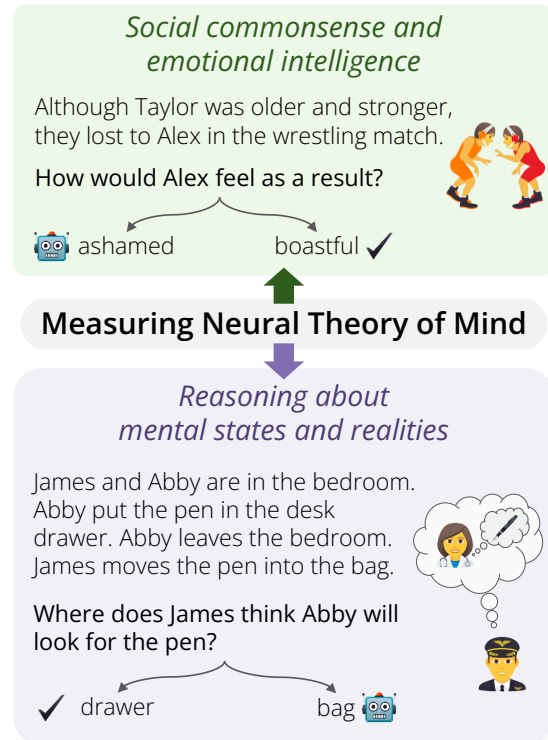 Social commonsense and
emotional intelligence
Although Taylor was older and stronger,
they lost to Alex in the wrestling match.
How would Alex feel as a result?
ashamed
boastful
Measuring Neural Theory of Mind
Reasoning about
mental states and realities
James and Abby are in the bedroom.
Abby put the pen in the desk
drawer. Abby leaves the bedroom.
James moves the pen into the bag.
Where does James think Abby will
look for the pen?
drawer
bag